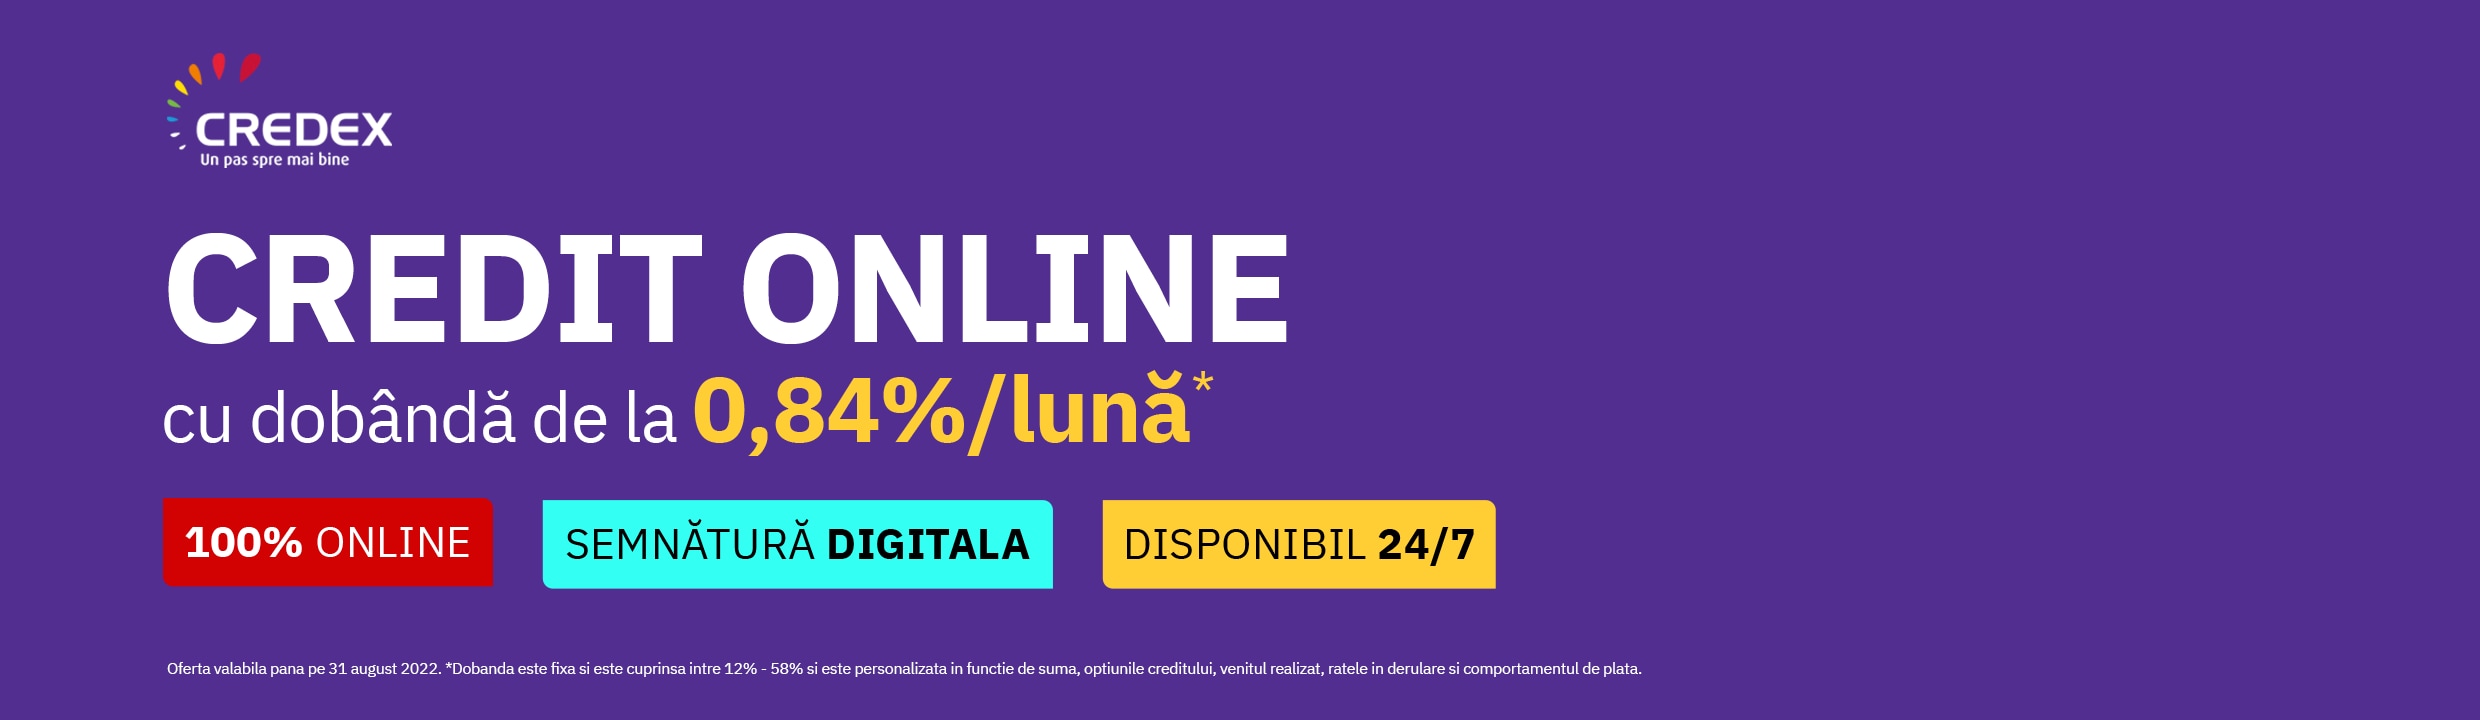 CREDEX
Un pas spre mai bine
CREDIT ONLINE
cu dobândă de la 0,84%/lună*
100% ONLINE
SEMNĂTURĂ DIGITALA
DISPONIBIL 24/7
Oferta valabila pana pe 31 august 2022. *Dobanda este fixa si este cuprinsa intre 12% - 58% si este personalizata in functie de suma, optiunile creditului, venitul realizat, ratele in derulare si comportamentul de plata.